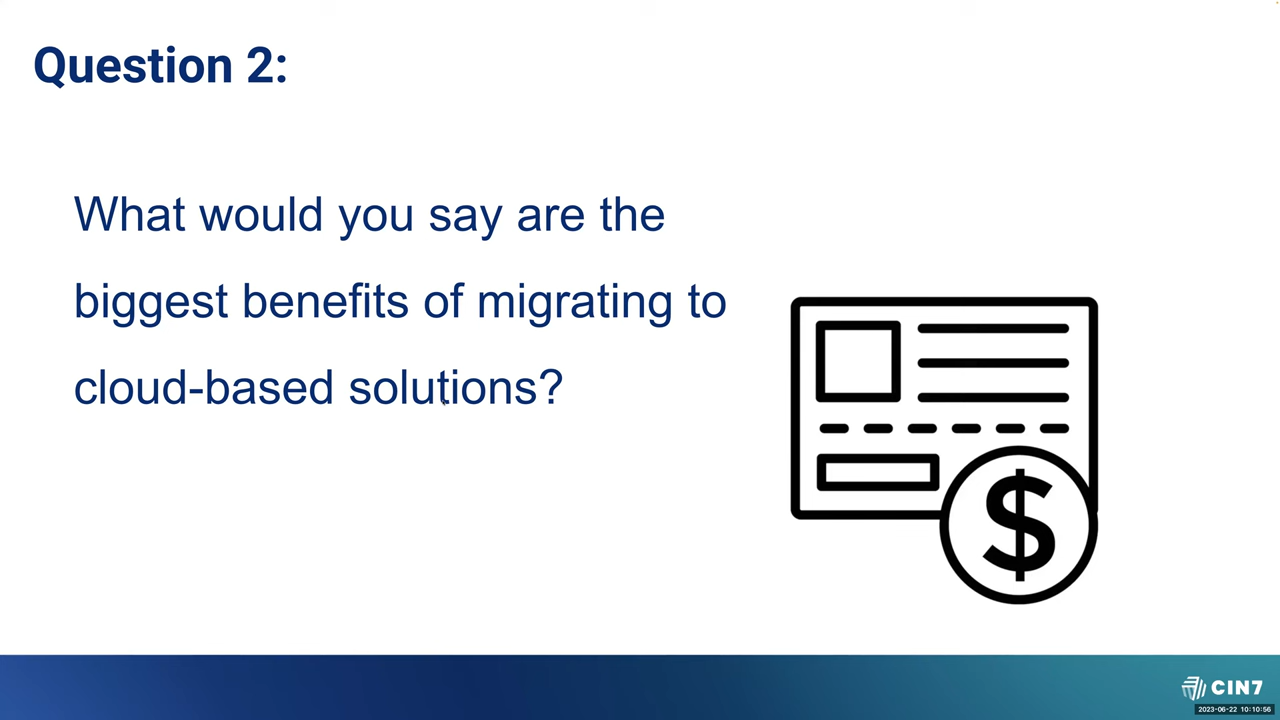 Question 2:
What would you say are the
biggest benefits of migrating to
cloud-based solutions?
$
CIN7
2023-06-22 10:10:56